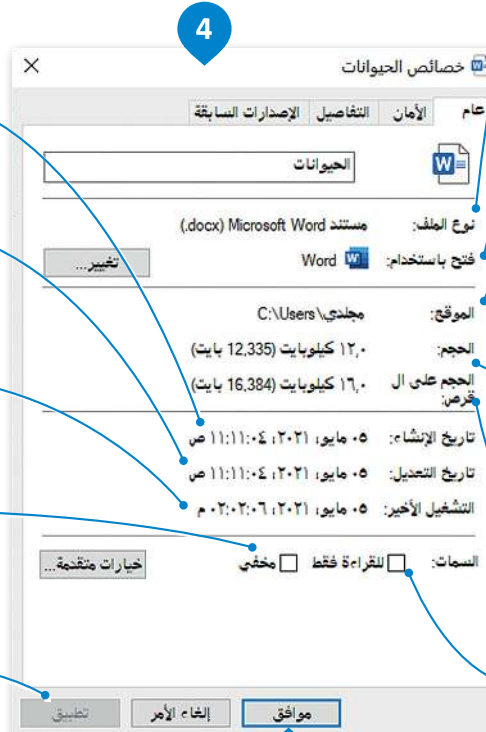 4
خصائص الحيوانات
عام الأمان التفاصيل الإصدارات السابقة
الحيوانات
نوع الملف: مستند Microsoft Word (.docx)
فتح باستخدام: Word تغيير...
الموقع: C:\Users\مجلدي
الحجم: ١٢,٠ كيلوبايت (12,335 بايت)
الحجم على ال
قرص: ١٦,٠ كيلوبايت (16,384 بايت)
تاريخ الإنشاء: ٠٥ مايو، ٢٠٢١، ١١:١١:٠٤ ص
تاريخ التعديل: ٠٥ مايو، ٢٠٢١، ١١:١١:٠٤ ص
التشغيل الأخير: ٠٥ مايو، ٢٠٢١، ٠٢:٠٢:٠٦ م
السمات: للقراءة فقط مخفي خيارات متقدمة...
موافق إلغاء الأمر تطبيق